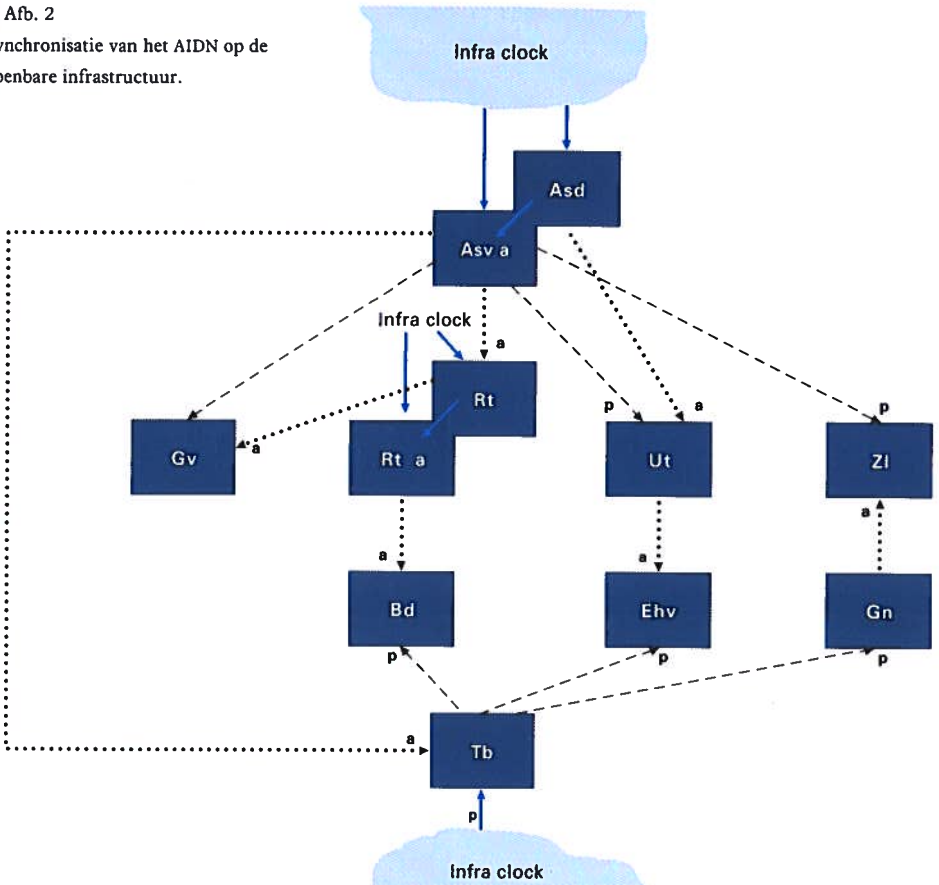 Afb. 2
ynchronisatie van het AIDN op de
penbare infrastructuur.
Infra clock
Asd
Asv a
Infra clock
a
Rt
p
a
p
Gv
a
Rt a
Ut
Zl
a
a
a
Bd
Ehv
Gn
p
p
p
a
Tb
p
Infra clock